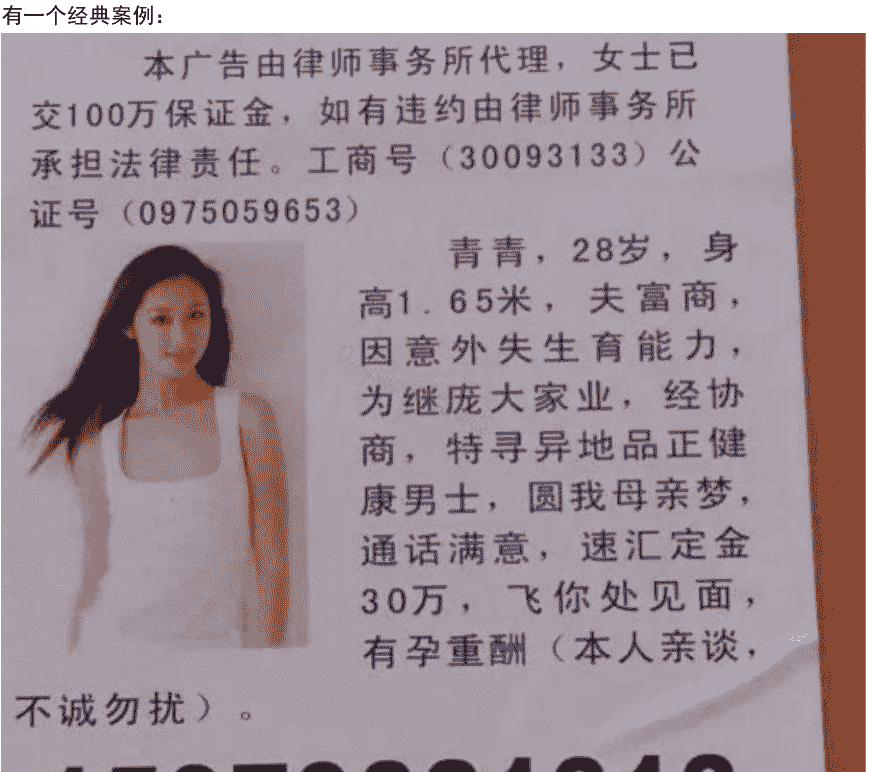 有一个经典案例：
本广告由律师事务所代理，女士已
交100万保证金，如有违约由律师事务所
承担法律责任。工商号（30093133）公
证号（0975059653）
青青，28岁，身
高1.65米，夫富商，
因意外失生育能力，
为继庞大家业，经协
商，特寻异地品正健
康男士，圆我母亲梦，
通话满意，速汇定金
30万，飞你处见面，
有孕重酬（本人亲谈，
不诚勿扰）。